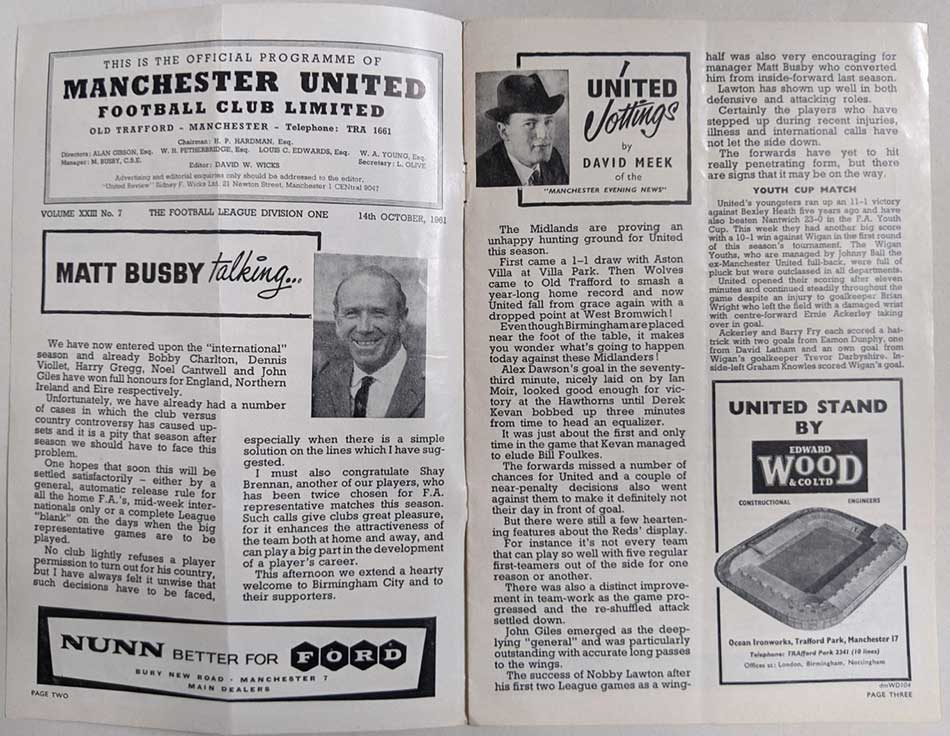 THIS IS THE OFFICIAL PROGRAMME OF
MANCHESTER UNITED
FOOTBALL CLUB LIMITED
OLD TRAFFORD - MANCHESTER - Telephone: TRA 1661
Chairman: H. P. HARDMAN, Esq.
Directors: ALAN GIBSON, Esq. W. H. PETHERBRIDGE, Esq. LOUIS C. EDWARDS, Esq. W. A. YOUNG, Esq.
Manager: M. BUSBY, C.B.E. Secretary: L. OLIVE
Editor: DAVID W. WICKS
Advertising and editorial enquiries only should be addressed to the editor,
"United Review" Sidney F. Wicks Ltd. 21 Newton Street, Manchester 1 CENtral 9047
VOLUME XXIII No. 7 THE FOOTBALL LEAGUE DIVISION ONE 14th OCTOBER, 1961
MATT BUSBY talking...
We have now entered upon the "international"
season and already Bobby Charlton, Dennis
Viollet, Harry Gregg, Noel Cantwell and John
Giles have won full honours for England, Northern
Ireland and Eire respectively.
Unfortunately, we have already had a number
of cases in which the club versus
country controversy has caused up-
sets and it is a pity that season after
season we should have to face this
problem.
One hopes that soon this will be
settled satisfactorily - either by a
general, automatic release rule for
all the home F.A.'s, mid-week inter-
nationals only or a complete League
"blank" on the days when the big
representative games are to be
played.
No club lightly refuses a player
permission to turn out for his country,
but I have always felt it unwise that
such decisions have to be faced,
especially when there is a simple
solution on the lines which I have sug-
gested.
I must also congratulate Shay
Brennan, another of our players, who
has been twice chosen for F.A.
representative matches this season.
Such calls give clubs great pleasure,
for it enhances the attractiveness of
the team both at home and away, and
can play a big part in the development
of a player's career.
This afternoon we extend a hearty
welcome to Birmingham City and to
their supporters.
NUNN BETTER FOR FORD
BURY NEW ROAD · MANCHESTER 7
MAIN DEALERS
PAGE TWO
UNITED
Jottings
by
DAVID MEEK
of the
"MANCHESTER EVENING NEWS"
The Midlands are proving an
unhappy hunting ground for United
this season.
First came a 1-1 draw with Aston
Villa at Villa Park. Then Wolves
came to Old Trafford to smash a
year-long home record and now
United fall from grace again with a
dropped point at West Bromwich!
Even though Birmingham are placed
near the foot of the table, it makes
you wonder what's going to happen
today against these Midlanders!
Alex Dawson's goal in the seventy-
third minute, nicely laid on by Ian
Moir, looked good enough for vic-
tory at the Hawthorns until Derek
Kevan bobbed up three minutes
from time to head an equalizer.
It was just about the first and only
time in the game that Kevan managed
to elude Bill Foulkes.
The forwards missed a number of
chances for United and a couple of
near-penalty decisions also went
against them to make it definitely not
their day in front of goal.
But there were still a few hearten-
ing features about the Reds' display.
For instance it's not every team
that can play so well with five regular
first-teamers out of the side for one
reason or another.
There was also a distinct improve-
ment in team-work as the game pro-
gressed and the re-shuffled attack
settled down.
John Giles emerged as the deep-
lying "general" and was particularly
outstanding with accurate long passes
to the wings.
The success of Nobby Lawton after
his first two League games as a wing-
half was also very encouraging for
manager Matt Busby who converted
him from inside-forward last season.
Lawton has shown up well in both
defensive and attacking roles.
Certainly the players who have
stepped up during recent injuries,
illness and international calls have
not let the side down.
The forwards have yet to hit
really penetrating form, but there
are signs that it may be on the way.
YOUTH CUP MATCH
United's youngsters ran up an 11-1 victory
against Bexley Heath five years ago and have
also beaten Nantwich 23-0 in the F.A. Youth
Cup. This week they had another big score
with a 10-1 win against Wigan in the first round
of this season's tournament. The Wigan
Youths, who are managed by Johnny Ball the
ex-Manchester United full-back, were full of
pluck but were outclassed in all departments.
United opened their scoring after eleven
minutes and continued steadily throughout the
game despite an injury to goalkeeper Brian
Wright who left the field with a damaged wrist
with centre-forward Ernie Ackerley taking
over in goal.
Ackerley and Barry Fry each scored a hat-
trick with two goals from Eamon Dunphy, one
from David Latham and an own goal from
Wigan's goalkeeper Trevor Darbyshire. In-
side-left Graham Knowles scored Wigan's goal.
UNITED STAND
BY
EDWARD
WOOD
& CO LTD
CONSTRUCTIONAL ENGINEERS
Ocean Ironworks, Trafford Park, Manchester 17
Telephone: TRAfford Park 2341 (10 lines)
Offices at: London, Birmingham, Nottingham
dmWD104
PAGE THREE